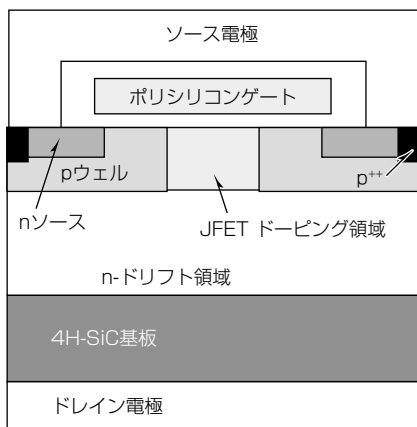 ソース電極
ポリシリコンゲート
pウェル
p++
nソース
JFET ドーピング領域
n-ドリフト領域
4H-SiC基板
ドレイン電極